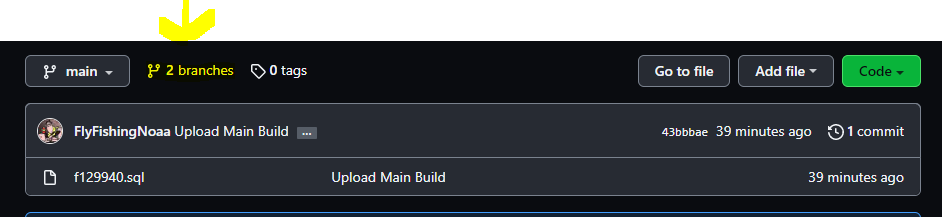 main 2 branches 0 tags Go to file Add file Code
FlyFishingNoaa Upload Main Build ... 43bbbae 39 minutes ago 1 commit
f129940.sql Upload Main Build 39 minutes ago